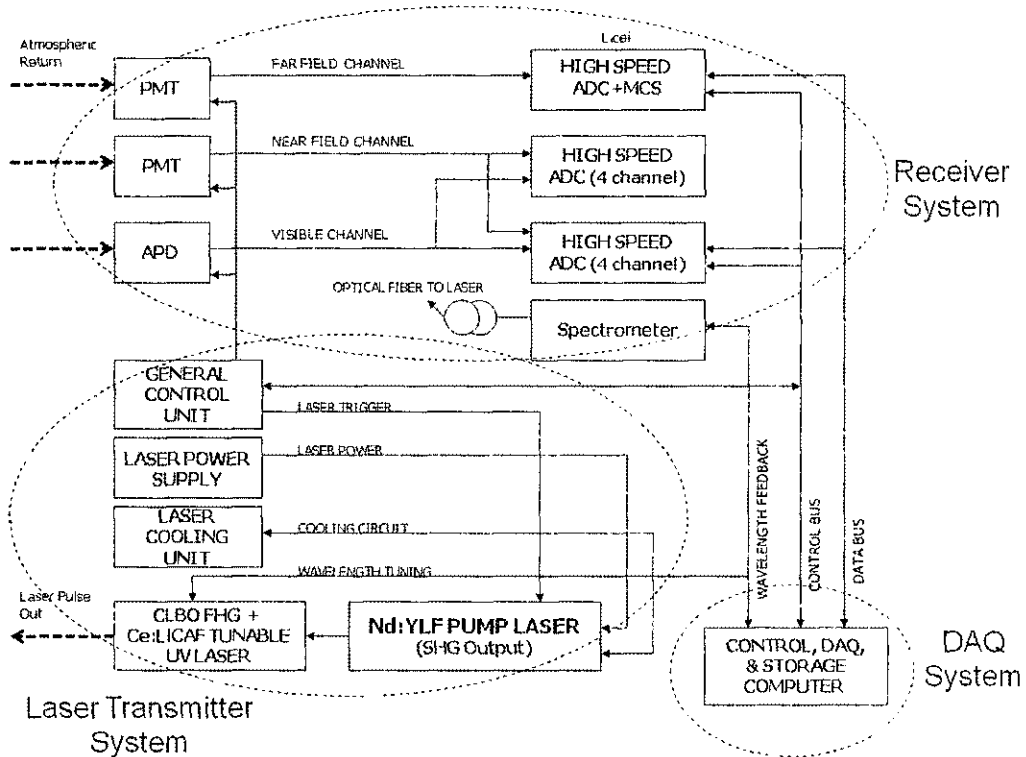 Atmospheric
Return
PMT
FAR FIELD CHANNEL
Licel
HIGH SPEED
ADC +MCS
PMT
NEAR FIELD CHANNEL
HIGH SPEED
ADC (4 channel)
Receiver
System
APD
VISIBLE CHANNEL
HIGH SPEED
ADC (4 channel)
OPTICAL FIBER TO LASER
Spectrometer
GENERAL
CONTROL
UNIT
LASER TRIGGER
LASER POWER
SUPPLY
LASER POWER
LASER
COOLING
UNIT
COOLING CIRCUIT
WAVELENGTH TUNING
WAVELENGTH FEEDBACK
CONTROL BUS
DATA BUS
Laser Pulse
Out
CLBO FHG +
Ce:LICAF TUNABLE
UV LASER
Nd:YLF PUMP LASER
(SHG Output)
CONTROL, DAQ,
& STORAGE
COMPUTER
DAQ
System
Laser Transmitter
System